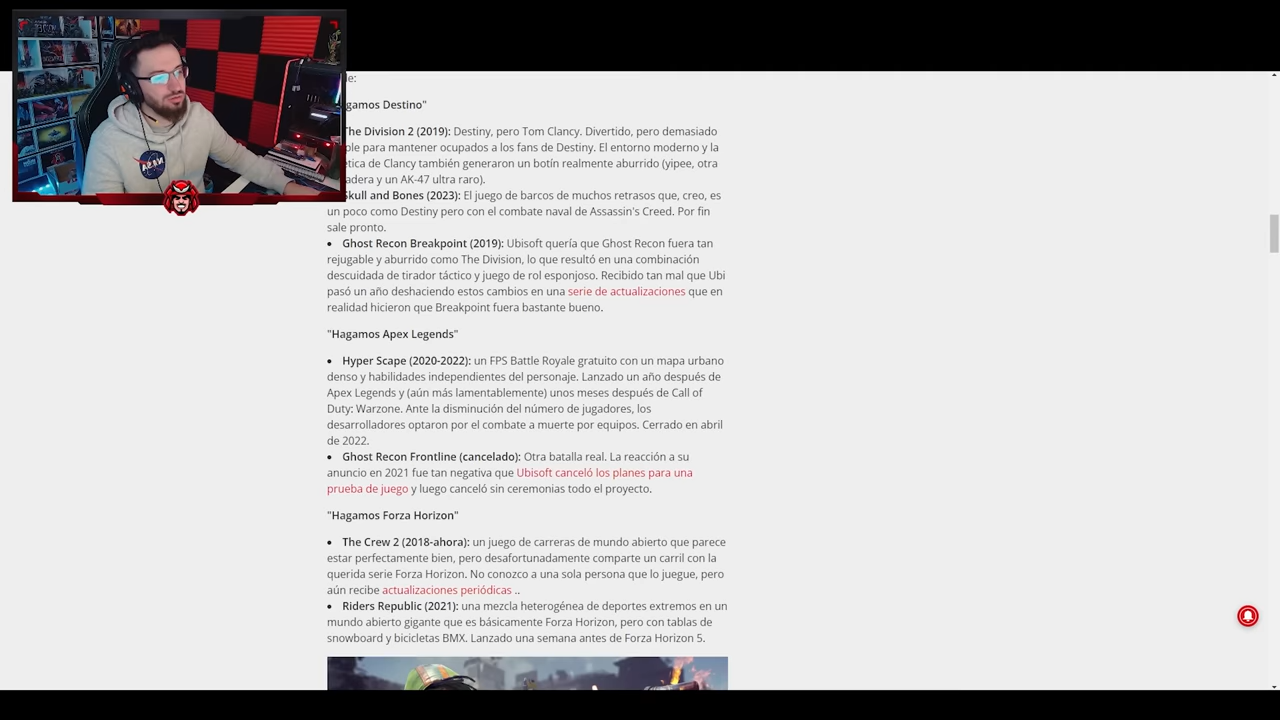 le:
gamos Destino"
The Division 2 (2019): Destiny, pero Tom Clancy. Divertido, pero demasiado
ple para mantener ocupados a los fans de Destiny. El entorno moderno y la
ética de Clancy también generaron un botín realmente aburrido (yipee, otra
adera y un AK-47 ultra raro).
Skull and Bones (2023): El juego de barcos de muchos retrasos que, creo, es
un poco como Destiny pero con el combate naval de Assassin's Creed. Por fin
sale pronto.
• Ghost Recon Breakpoint (2019): Ubisoft quería que Ghost Recon fuera tan
rejugable y aburrido como The Division, lo que resultó en una combinación
descuidada de tirador táctico y juego de rol esponjoso. Recibido tan mal que Ubi
pasó un año deshaciendo estos cambios en una serie de actualizaciones que en
realidad hicieron que Breakpoint fuera bastante bueno.
"Hagamos Apex Legends"
• Hyper Scape (2020-2022): un FPS Battle Royale gratuito con un mapa urbano
denso y habilidades independientes del personaje. Lanzado un año después de
Apex Legends y (aún más lamentablemente) unos meses después de Call of
Duty: Warzone. Ante la disminución del número de jugadores, los
desarrolladores optaron por el combate a muerte por equipos. Cerrado en abril
de 2022.
• Ghost Recon Frontline (cancelado): Otra batalla real. La reacción a su
anuncio en 2021 fue tan negativa que Ubisoft canceló los planes para una
prueba de juego y luego canceló sin ceremonias todo el proyecto.
"Hagamos Forza Horizon"
• The Crew 2 (2018-ahora): un juego de carreras de mundo abierto que parece
estar perfectamente bien, pero desafortunadamente comparte un carril con la
querida serie Forza Horizon. No conozco a una sola persona que lo juegue, pero
aún recibe actualizaciones periódicas ..
• Riders Republic (2021): una mezcla heterogénea de deportes extremos en un
mundo abierto gigante que es básicamente Forza Horizon, pero con tablas de
snowboard y bicicletas BMX. Lanzado una semana antes de Forza Horizon 5.